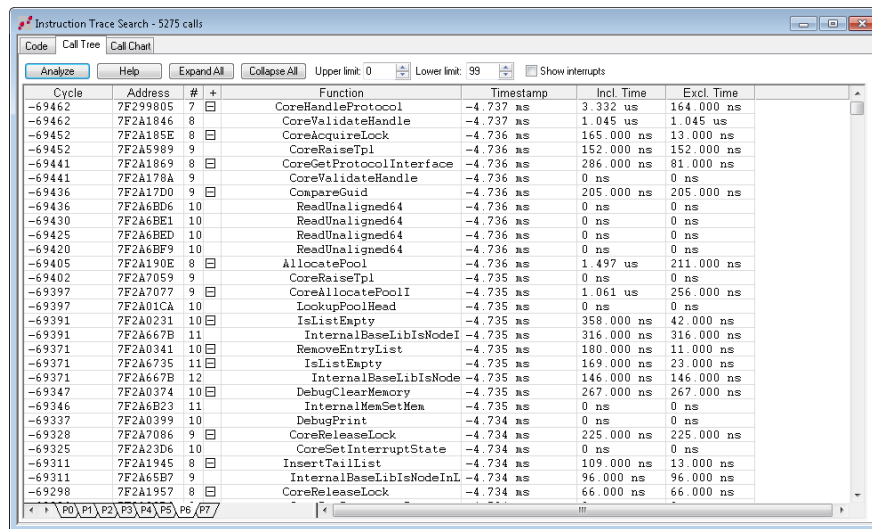 Instruction Trace Search - 5275 calls
Code Call Tree Call Chart
Analyze Help Expand All Collapse All Upper limit: 0 Lower limit: 99 Show interrupts
Cycle Address # + Function Timestamp Incl. Time Excl. Time
-69462 7F299805 7 CoreHandleProtocol -4.737 ms 3.332 us 164.000 ns
-69462 7F2A1846 8 CoreValidateHandle -4.737 ms 1.045 us 1.045 us
-69452 7F2A185E 8 CoreAcquireLock -4.736 ms 165.000 ns 13.000 ns
-69452 7F2A5989 9 CoreRaiseTpl -4.736 ms 152.000 ns 152.000 ns
-69441 7F2A1869 8 CoreGetProtocolInterface -4.736 ms 286.000 ns 81.000 ns
-69441 7F2A178A 9 CoreValidateHandle -4.736 ms 0 ns 0 ns
-69436 7F2A17D0 9 CompareGuid -4.736 ms 205.000 ns 205.000 ns
-69436 7F2A6BD6 10 ReadUnaligned64 -4.736 ms 0 ns 0 ns
-69430 7F2A6BE1 10 ReadUnaligned64 -4.736 ms 0 ns 0 ns
-69425 7F2A6BED 10 ReadUnaligned64 -4.736 ms 0 ns 0 ns
-69420 7F2A6BF9 10 ReadUnaligned64 -4.736 ms 0 ns 0 ns
-69405 7F2A190E 8 AllocatePool -4.736 ms 1.497 us 211.000 ns
-69402 7F2A7059 9 CoreRaiseTpl -4.735 ms 0 ns 0 ns
-69397 7F2A7077 9 CoreAllocatePoolI -4.735 ms 1.061 us 256.000 ns
-69397 7F2A01CA 10 LookupPoolHead -4.735 ms 0 ns 0 ns
-69391 7F2A0231 10 IsListEmpty -4.735 ms 358.000 ns 42.000 ns
-69391 7F2A667B 11 InternalBaseLibIsNodeI -4.735 ms 316.000 ns 316.000 ns
-69371 7F2A0341 10 RemoveEntryList -4.735 ms 180.000 ns 11.000 ns
-69371 7F2A6735 11 IsListEmpty -4.735 ms 169.000 ns 23.000 ns
-69371 7F2A667B 12 InternalBaseLibIsNode -4.735 ms 146.000 ns 146.000 ns
-69347 7F2A0374 10 DebugClearMemory -4.735 ms 267.000 ns 267.000 ns
-69346 7F2A6B23 11 InternalMemSetMem -4.735 ms 0 ns 0 ns
-69337 7F2A0399 10 DebugPrint -4.734 ms 0 ns 0 ns
-69328 7F2A7086 9 CoreReleaseLock -4.734 ms 225.000 ns 225.000 ns
-69325 7F2A23D6 10 CoreSetInterruptState -4.734 ms 0 ns 0 ns
-69311 7F2A1945 8 InsertTailList -4.734 ms 109.000 ns 13.000 ns
-69311 7F2A65B7 9 InternalBaseLibIsNodeInL -4.734 ms 96.000 ns 96.000 ns
-69298 7F2A1957 8 CoreReleaseLock -4.734 ms 66.000 ns 66.000 ns
P0 P1 P2 P3 P4 P5 P6 P7